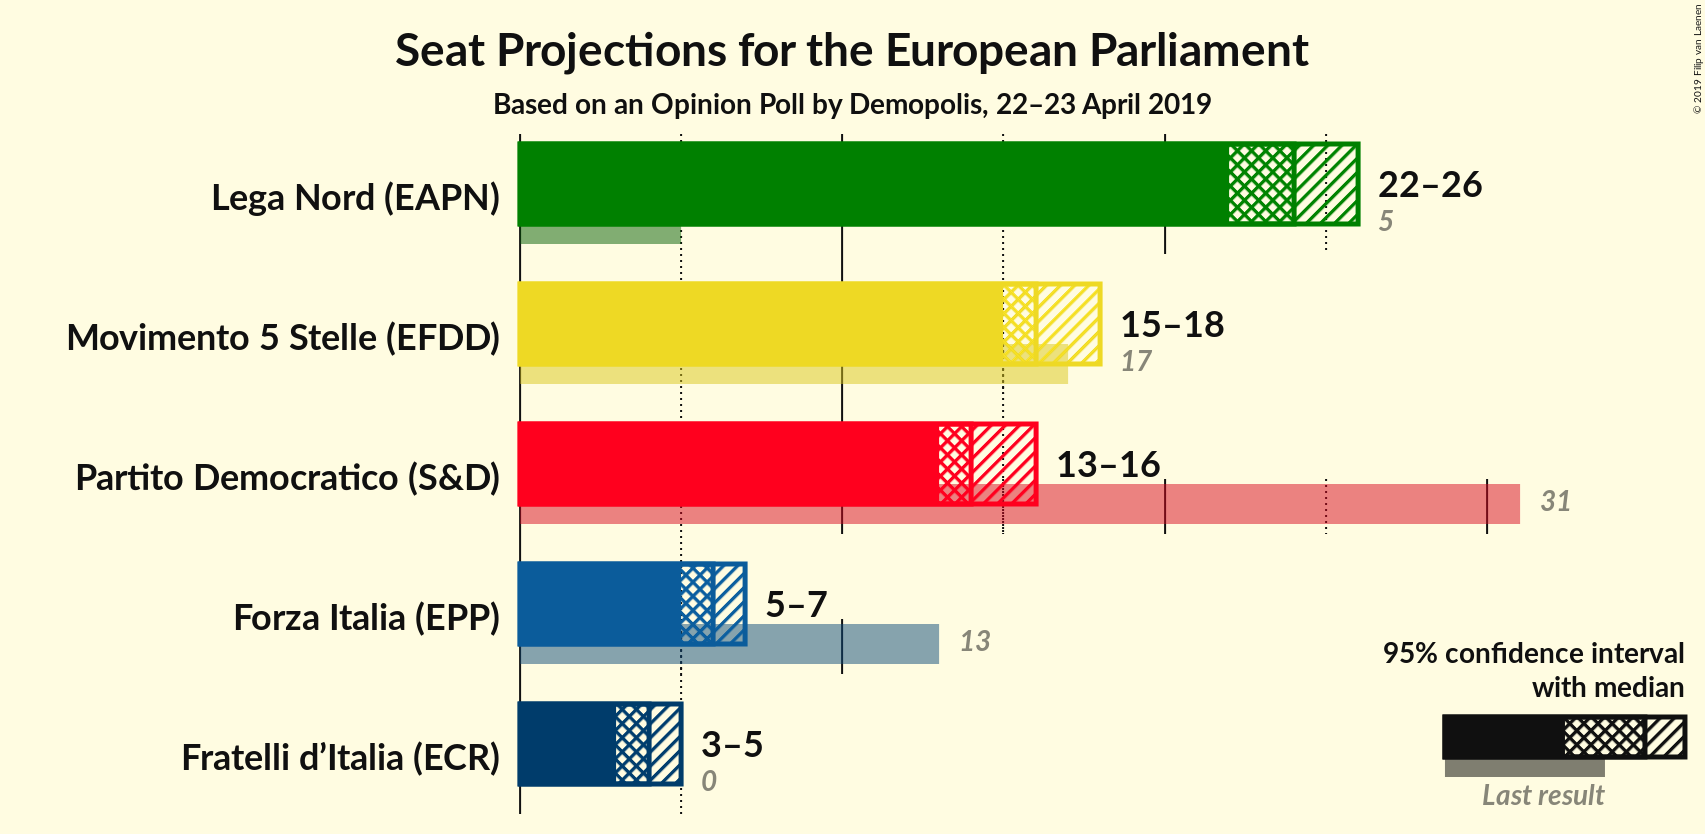 Seat Projections for the European Parliament
Based on an Opinion Poll by Demopolis, 22–23 April 2019
© 2019 Filip van Laenen
Lega Nord (EAPN)
22–26
5
Movimento 5 Stelle (EFDD)
15–18
17
Partito Democratico (S&D)
13–16
31
Forza Italia (EPP)
5–7
13
Fratelli d’Italia (ECR)
3–5
0
95% confidence interval
with median
Last result